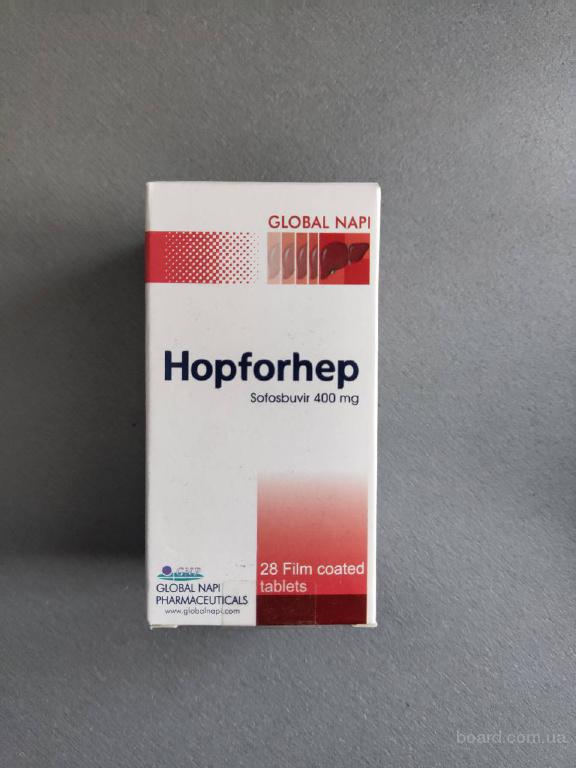 GLOBAL NAPI
Hopforhep
Sofosbuvir 400 mg
28 Film coated
tablets
GNP
GLOBAL NAPI
PHARMACEUTICALS
www.globalnapi.com
board.com.ua